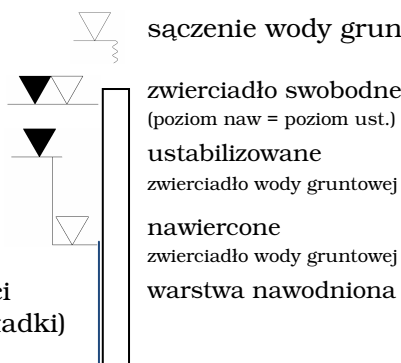 sączenie wody grun
zwierciadło swobodne
(poziom naw = poziom ust.)
ustabilizowane
zwierciadło wody gruntowej
nawiercone
zwierciadło wody gruntowej
warstwa nawodniona